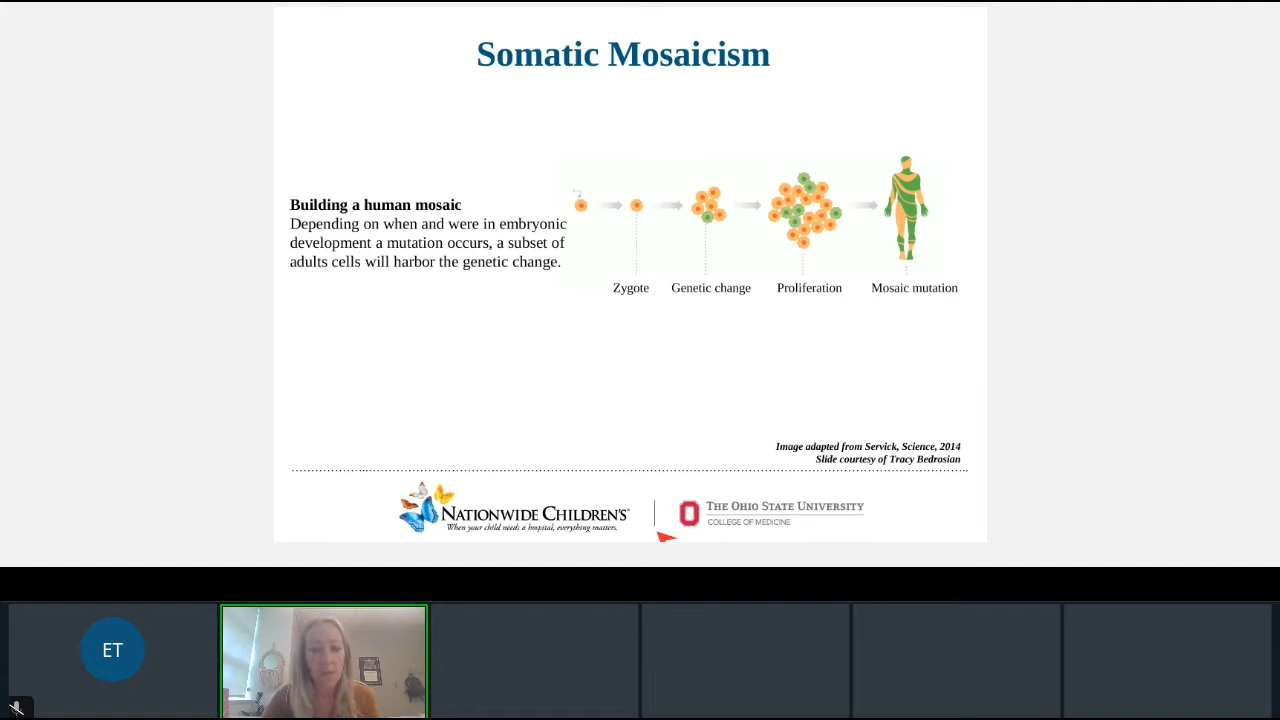 Somatic Mosaicism
Building a human mosaic
Depending on when and were in embryonic
development a mutation occurs, a subset of
adults cells will harbor the genetic change.
Zygote
Genetic change
Proliferation
Mosaic mutation
Image adapted from Servick, Science, 2014
Slide courtesy of Tracy Bedrosian
NATIONWIDE CHILDREN'S
When your child needs a hospital, everything matters.
THE OHIO STATE UNIVERSITY
COLLEGE OF MEDICINE
ET